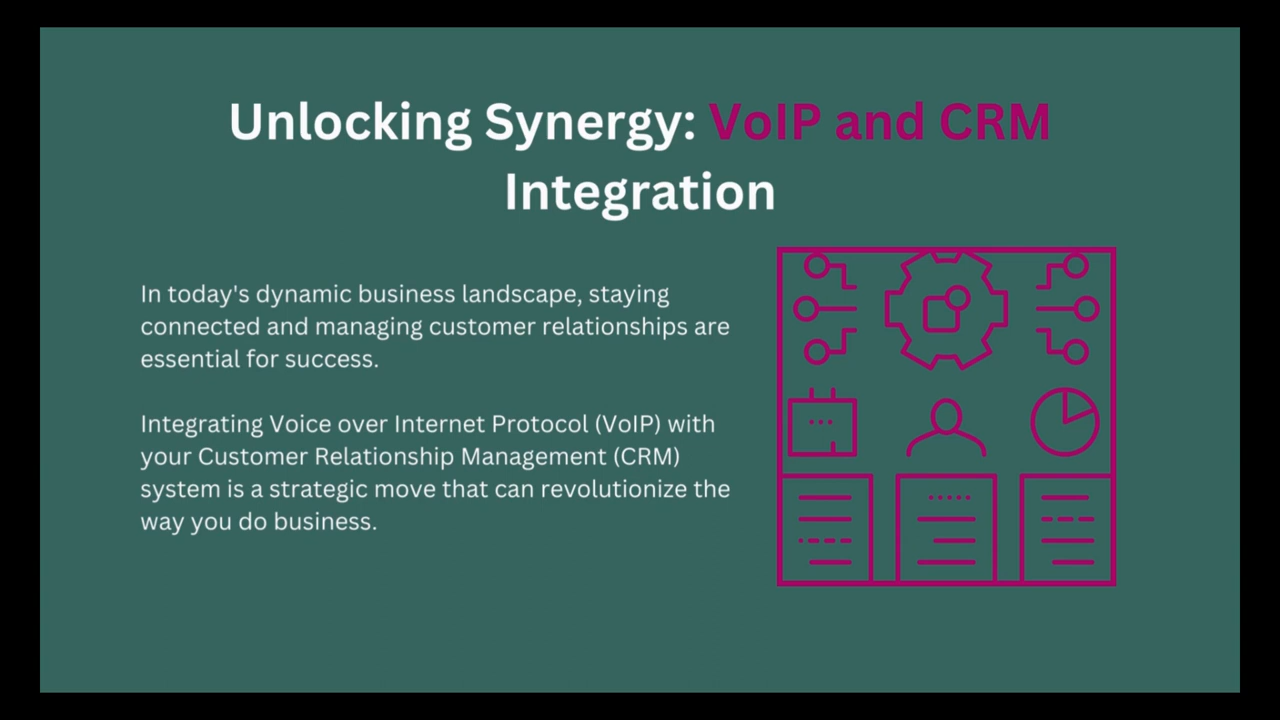 Unlocking Synergy: VoIP and CRM
Integration
In today's dynamic business landscape, staying
connected and managing customer relationships are
essential for success.
Integrating Voice over Internet Protocol (VoIP) with
your Customer Relationship Management (CRM)
system is a strategic move that can revolutionize the
way you do business.